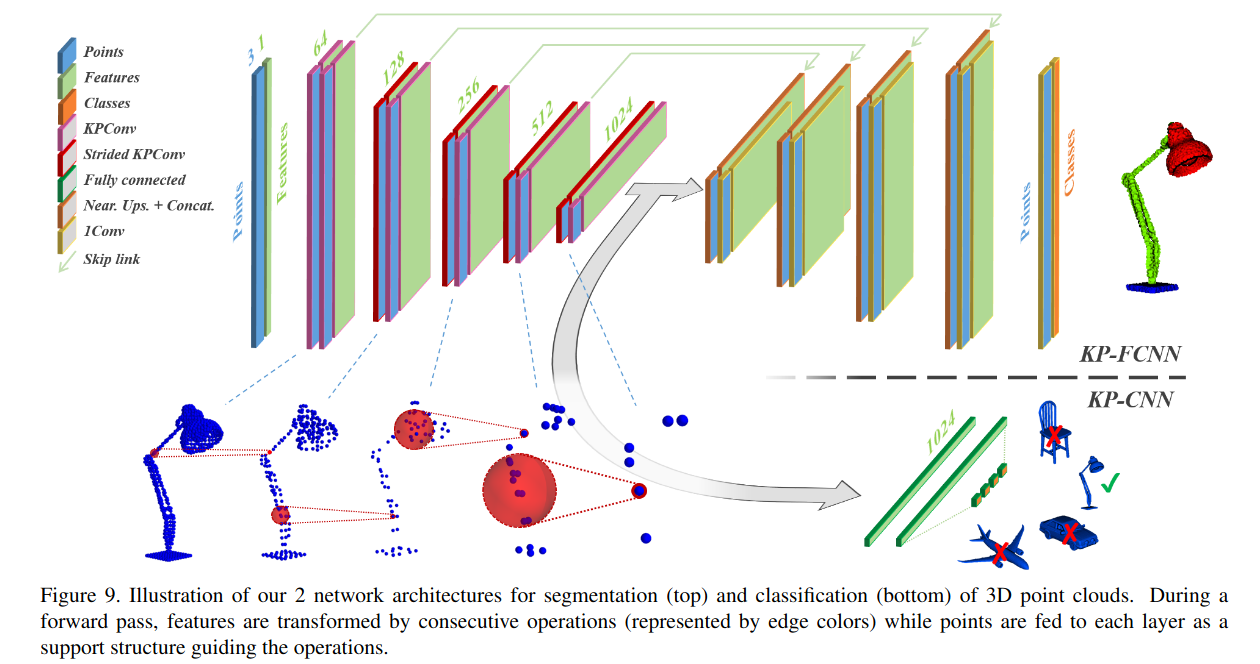 Points
Features
Classes
KPConv
Strided KPConv
Fully connected
Near. Ups. + Concat.
1Conv
Skip link
3 1
64
128
256
512
1024
Points
Features
Points
Classes
KP-FCNN
KP-CNN
1024
Figure 9. Illustration of our 2 network architectures for segmentation (top) and classification (bottom) of 3D point clouds. During a
forward pass, features are transformed by consecutive operations (represented by edge colors) while points are fed to each layer as a
support structure guiding the operations.